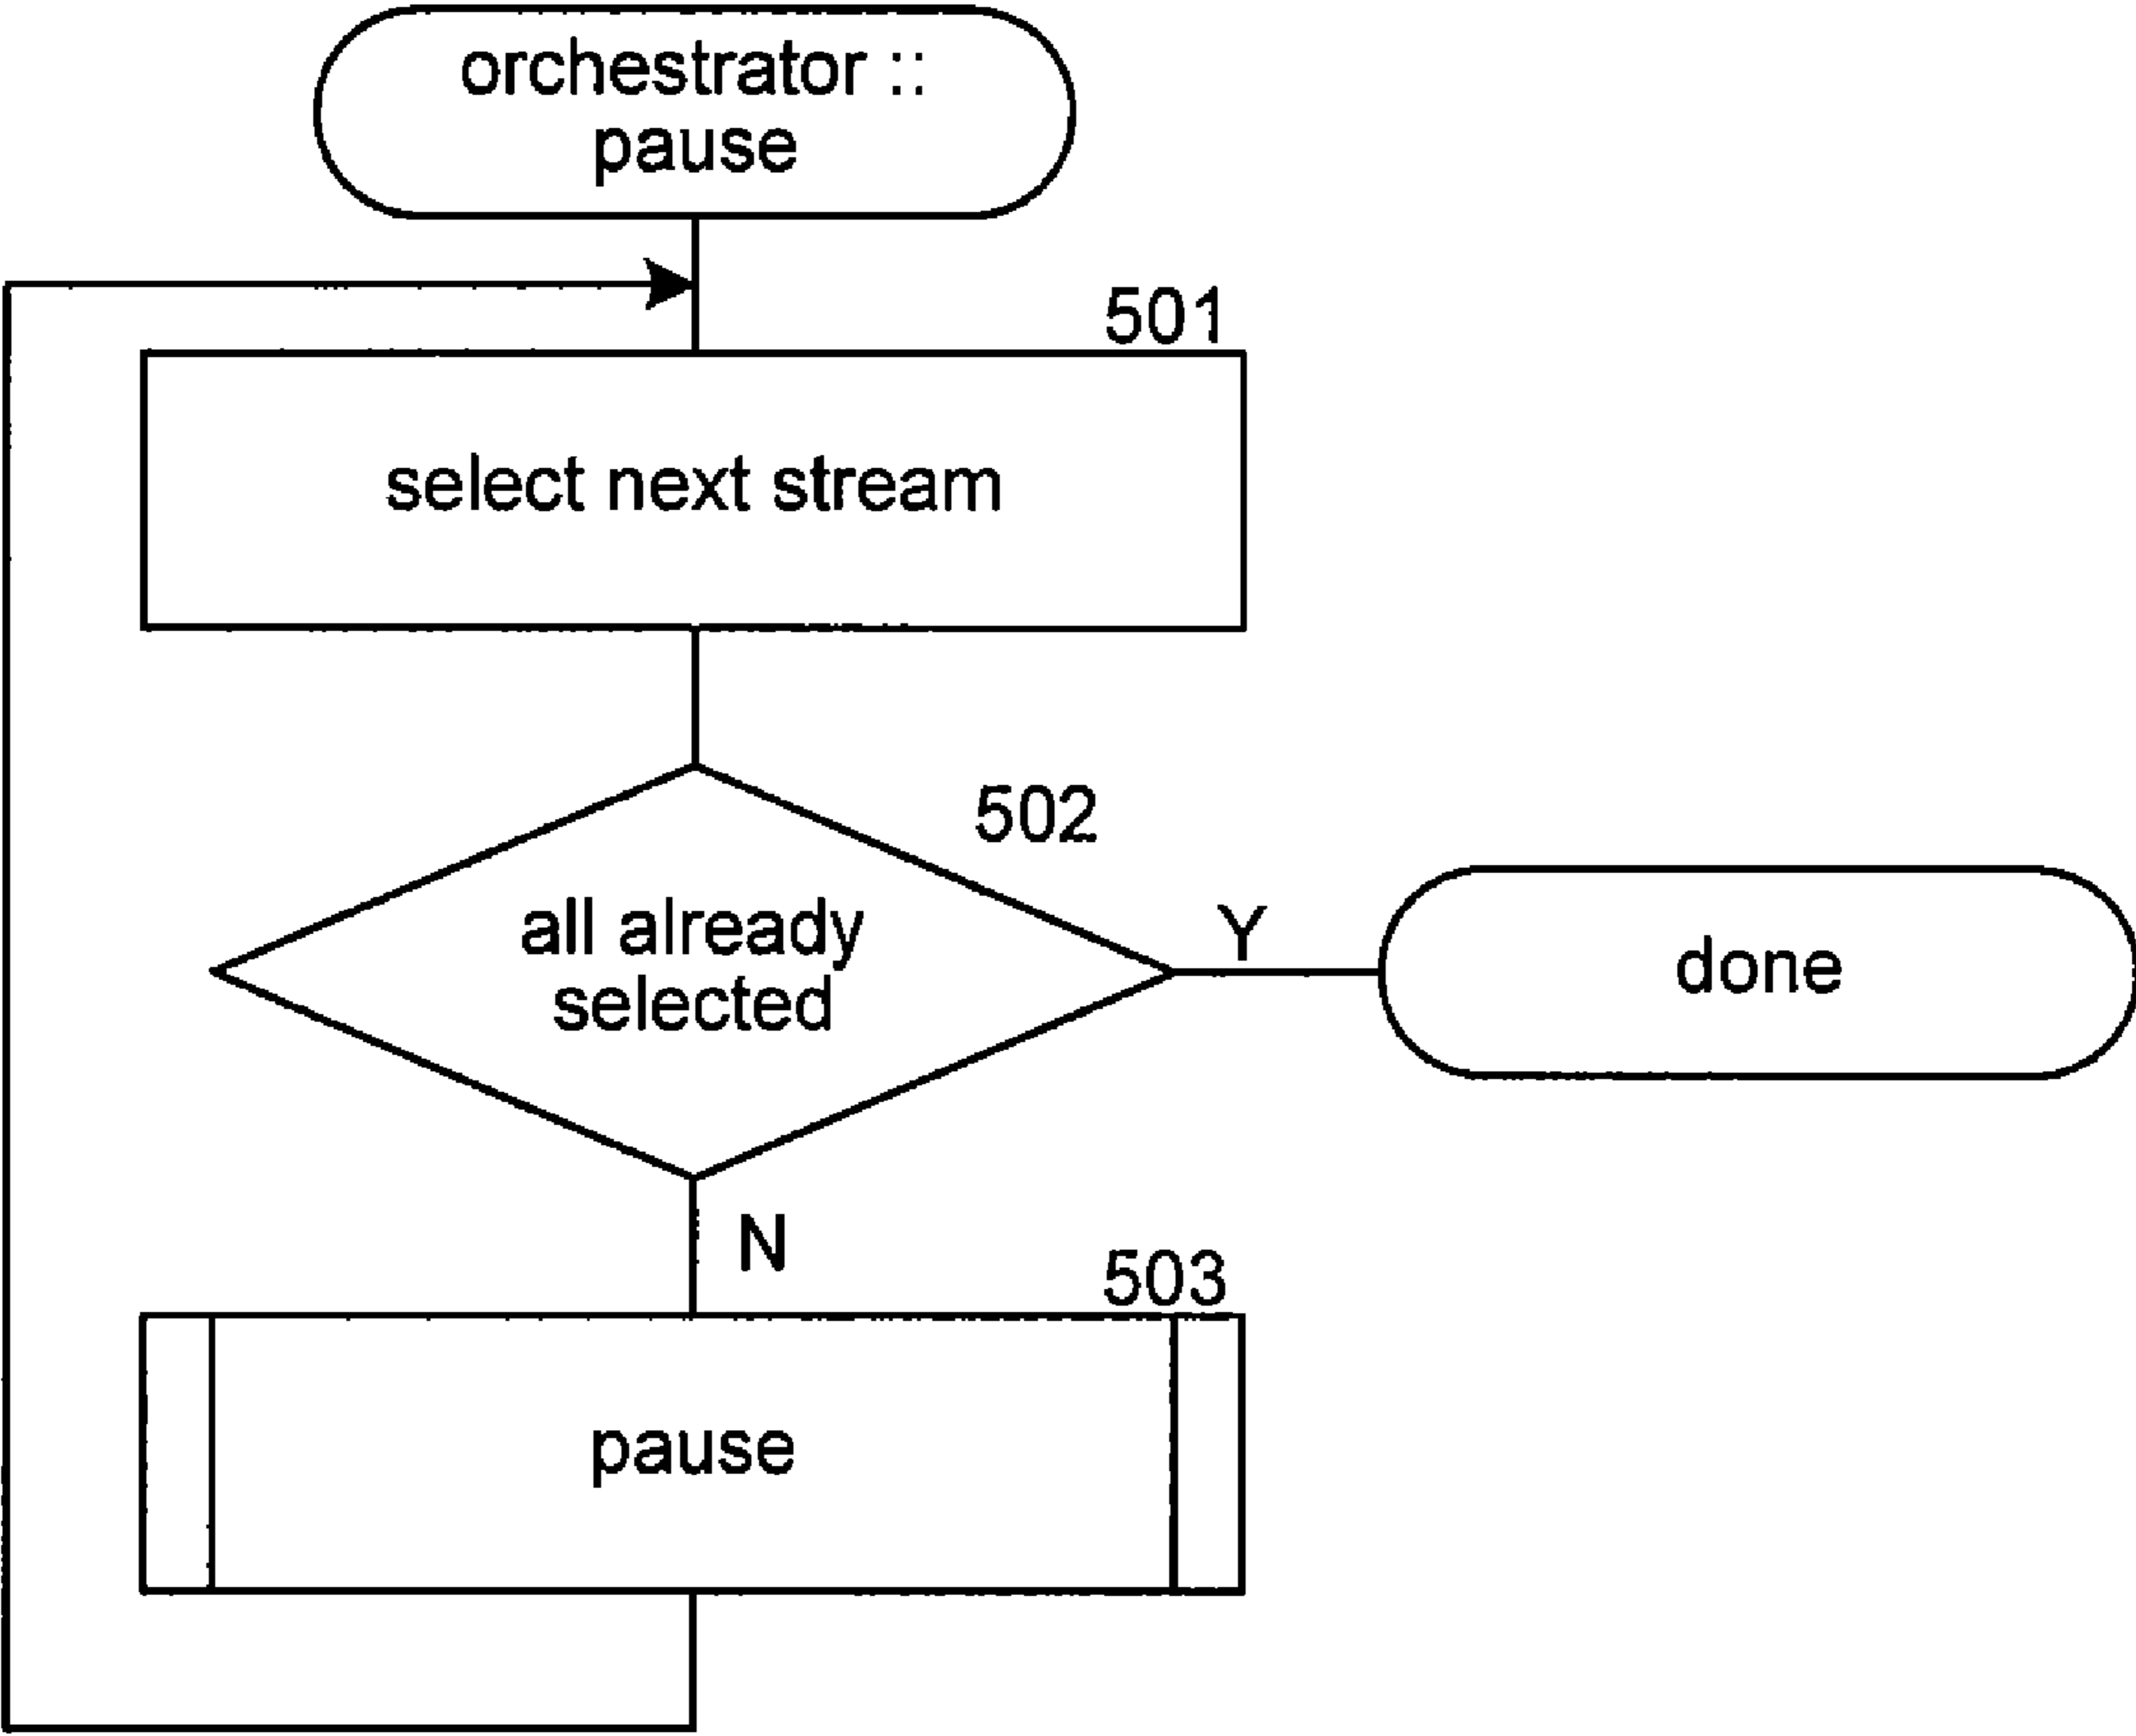 orchestrator ::
pause
501
select next stream
502
all already
selected
Y
done
N
503
pause